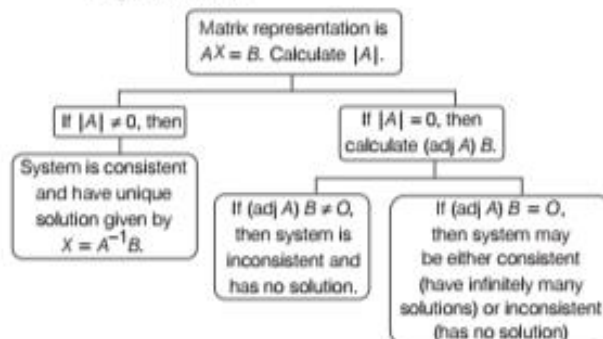 Matrix representation is
AX = B. Calculate |A|.
If |A| ≠ 0, then
System is consistent
and have unique
solution given by
X = A⁻¹B.
If |A| = 0, then
calculate (adj A) B.
If (adj A) B ≠ O,
then system is
inconsistent and
has no solution.
If (adj A) B = O,
then system may
be either consistent
(have infinitely many
solutions) or inconsistent
(has no solution)